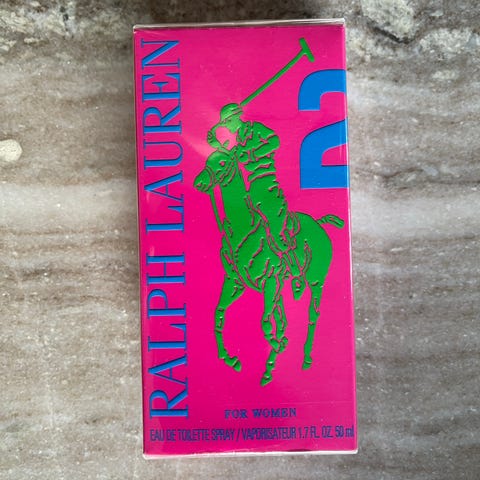 RALPH LAUREN
2
FOR WOMEN
EAU DE TOILETTE SPRAY / VAPORISATEUR 1.7 FL. OZ. 50 ml